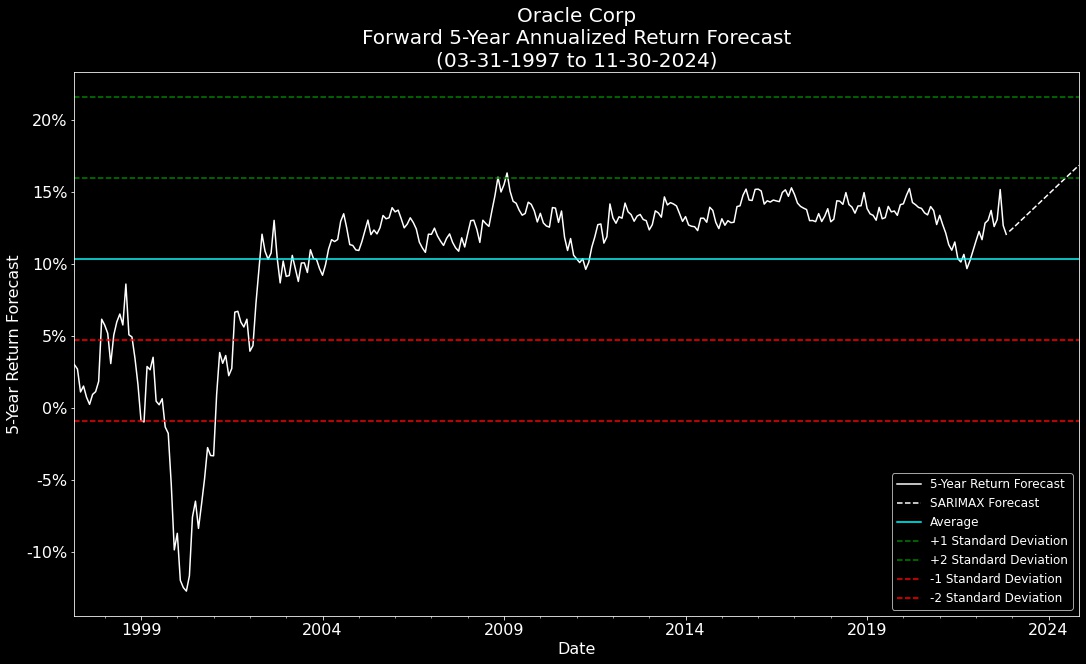 Oracle Corp
Forward 5-Year Annualized Return Forecast
(03-31-1997 to 11-30-2024)
5-Year Return Forecast
20%
15%
10%
5%
0%
-5%
-10%
5-Year Return Forecast
SARIMAX Forecast
Average
+1 Standard Deviation
+2 Standard Deviation
-1 Standard Deviation
-2 Standard Deviation
1999
2004
2009
2014
2019
2024
Date